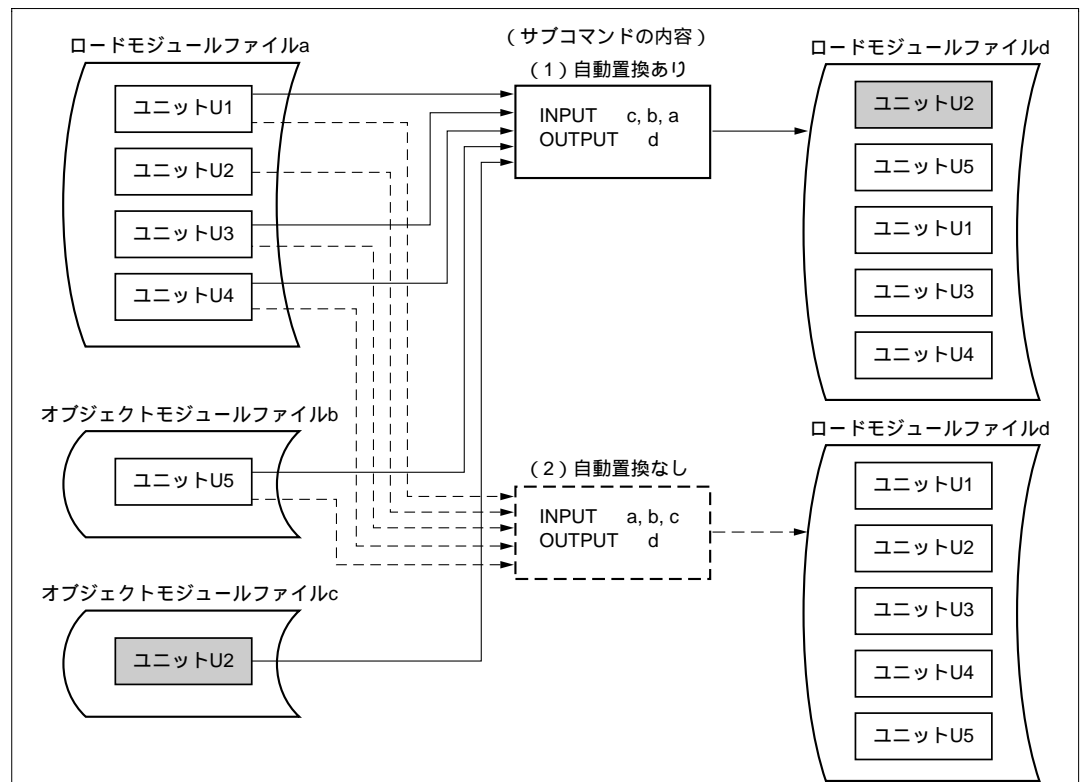 ロードモジュールファイルa
ユニットU1
ユニットU2
ユニットU3
ユニットU4
オブジェクトモジュールファイルb
ユニットU5
オブジェクトモジュールファイルc
ユニットU2
(サブコマンドの内容)
(1)自動置換あり
INPUT c, b, a
OUTPUT d
(2)自動置換なし
INPUT a, b, c
OUTPUT d
ロードモジュールファイルd
ユニットU2
ユニットU5
ユニットU1
ユニットU3
ユニットU4
ロードモジュールファイルd
ユニットU1
ユニットU2
ユニットU3
ユニットU4
ユニットU5